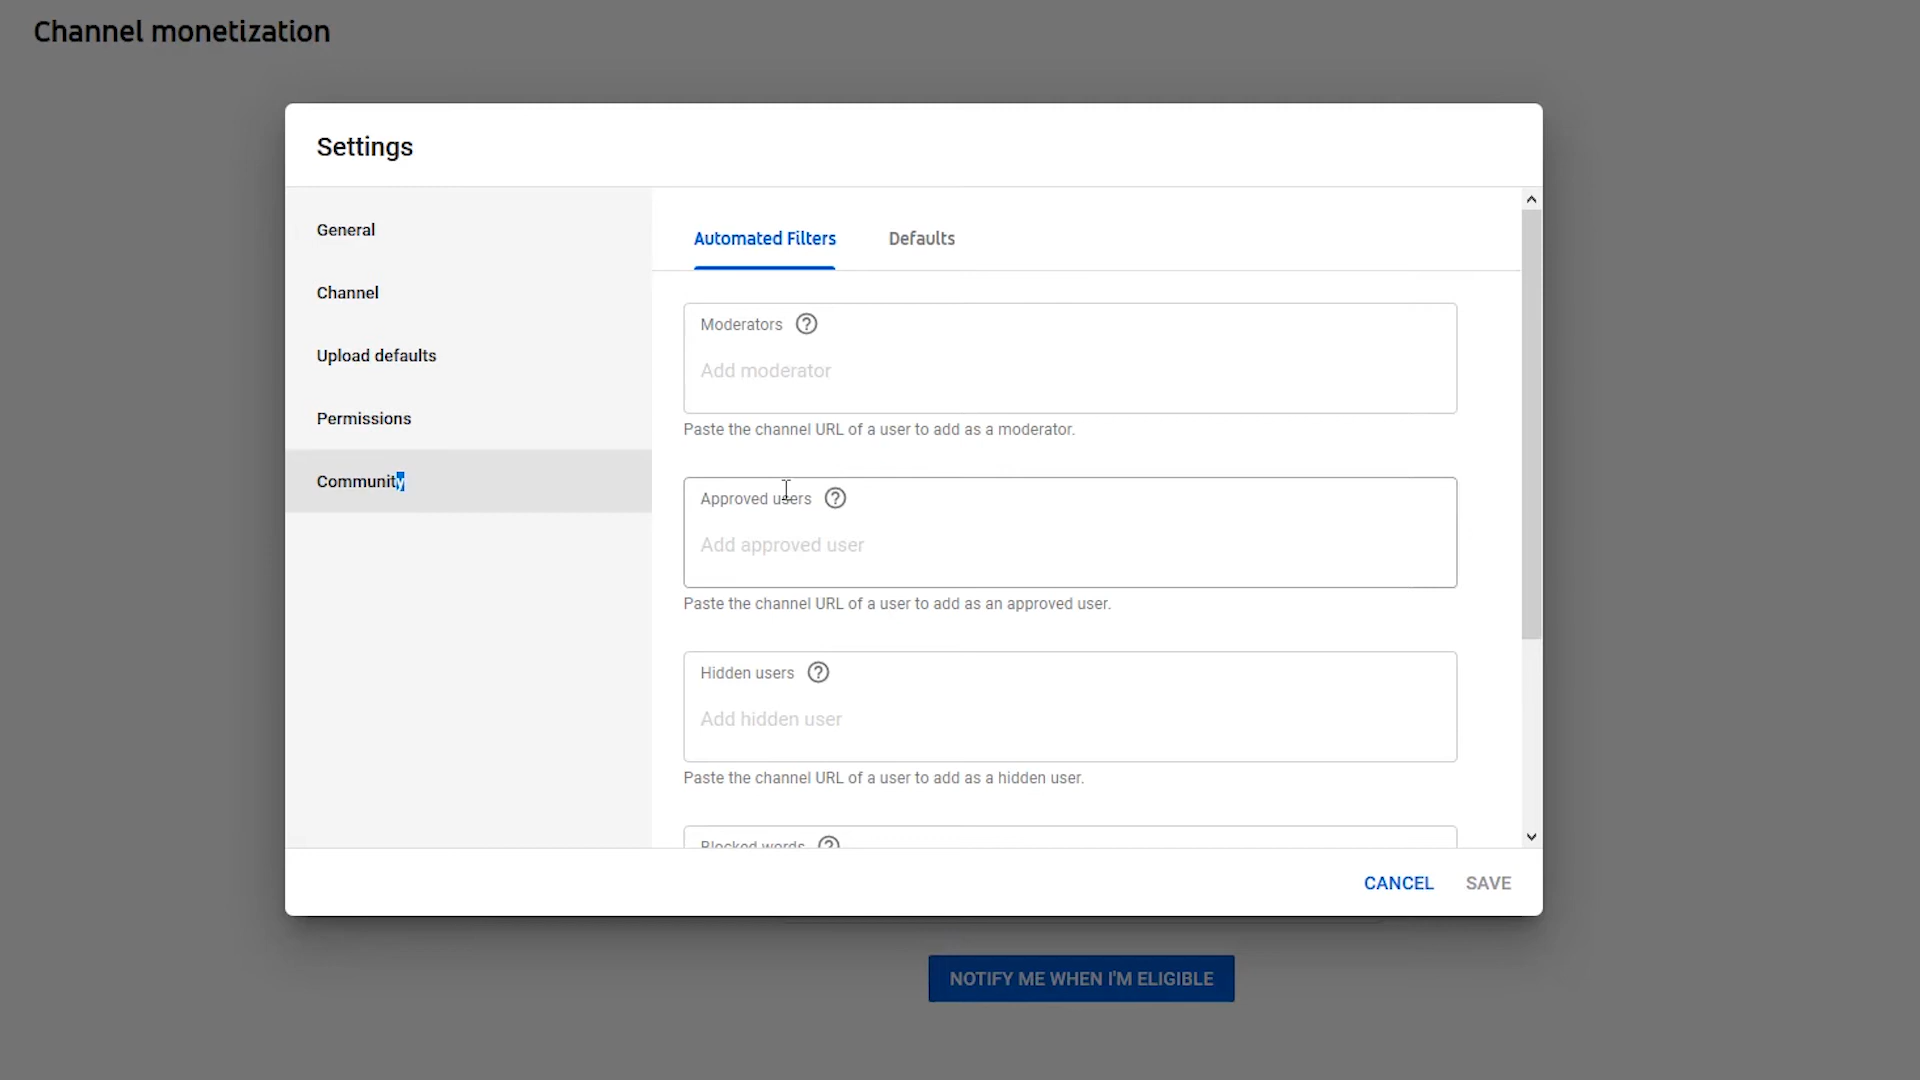 Channel monetization
Settings
General
Channel
Upload defaults
Permissions
Community
Automated Filters
Defaults
Moderators
Add moderator
Paste the channel URL of a user to add as a moderator.
Approved users
Add approved user
Paste the channel URL of a user to add as an approved user.
Hidden users
Add hidden user
Paste the channel URL of a user to add as a hidden user.
Blocked words
CANCEL
SAVE
NOTIFY ME WHEN I'M ELIGIBLE